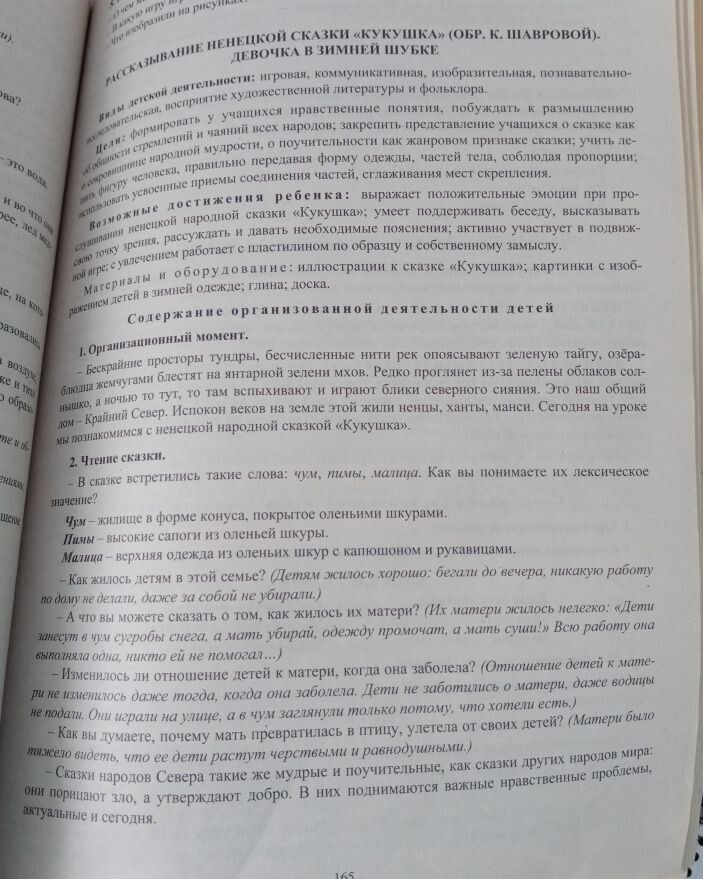 – О чем
– В какую игру иг
– Что изобразили на рисунках?
РАССКАЗЫВАНИЕ НЕНЕЦКОЙ СКАЗКИ «КУКУШКА» (ОБР. К. ШАВРОВОЙ).
ДЕВОЧКА В ЗИМНЕЙ ШУБКЕ
Виды детской деятельности: игровая, коммуникативная, изобразительная, познавательно-
исследовательская, восприятие художественной литературы и фольклора.
Цели: формировать у учащихся нравственные понятия, побуждать к размышлению
об общности стремлений и чаяний всех народов; закрепить представление учащихся о сказке как
о сокровищнице народной мудрости, о поучительности как жанровом признаке сказки; учить ле-
пить фигуру человека, правильно передавая форму одежды, частей тела, соблюдая пропорции;
использовать усвоенные приемы соединения частей, сглаживания мест скрепления.
Возможные достижения ребенка: выражает положительные эмоции при про-
слушивании ненецкой народной сказки «Кукушка»; умеет поддерживать беседу, высказывать
свою точку зрения, рассуждать и давать необходимые пояснения; активно участвует в подвиж-
ной игре; с увлечением работает с пластилином по образцу и собственному замыслу.
Материалы и оборудование: иллюстрации к сказке «Кукушка»; картинки с изоб-
ражением детей в зимней одежде; глина; доска.
Содержание организованной деятельности детей
1. Организационный момент.
– Бескрайние просторы тундры, бесчисленные нити рек опоясывают зеленую тайгу, озёра-
блюдца жемчугами блестят на янтарной зелени мхов. Редко проглянет из-за пелены облаков сол-
нышко, а ночью то тут, то там вспыхивают и играют блики северного сияния. Это наш общий
дом – Крайний Север. Испокон веков на земле этой жили ненцы, ханты, манси. Сегодня на уроке
мы познакомимся с ненецкой народной сказкой «Кукушка».
2. Чтение сказки.
– В сказке встретились такие слова: чум, пимы, малица. Как вы понимаете их лексическое
значение?
Чум – жилище в форме конуса, покрытое оленьими шкурами.
Пимы – высокие сапоги из оленьей шкуры.
Малица – верхняя одежда из оленьих шкур с капюшоном и рукавицами.
– Как жилось детям в этой семье? (Детям жилось хорошо: бегали до вечера, никакую работу
по дому не делали, даже за собой не убирали.)
– А что вы можете сказать о том, как жилось их матери? (Их матери жилось нелегко: «Дети
занесут в чум сугробы снега, а мать убирай, одежду промочат, а мать суши!» Всю работу она
выполняла одна, никто ей не помогал…)
– Изменилось ли отношение детей к матери, когда она заболела? (Отношение детей к мате-
ри не изменилось даже тогда, когда она заболела. Дети не заботились о матери, даже водицы
не подали. Они играли на улице, а в чум заглянули только потому, что хотели есть.)
– Как вы думаете, почему мать превратилась в птицу, улетела от своих детей? (Матери было
тяжело видеть, что ее дети растут черствыми и равнодушными.)
– Сказки народов Севера такие же мудрые и поучительные, как сказки других народов мира:
они порицают зло, а утверждают добро. В них поднимаются важные нравственные проблемы,
актуальные и сегодня.
165